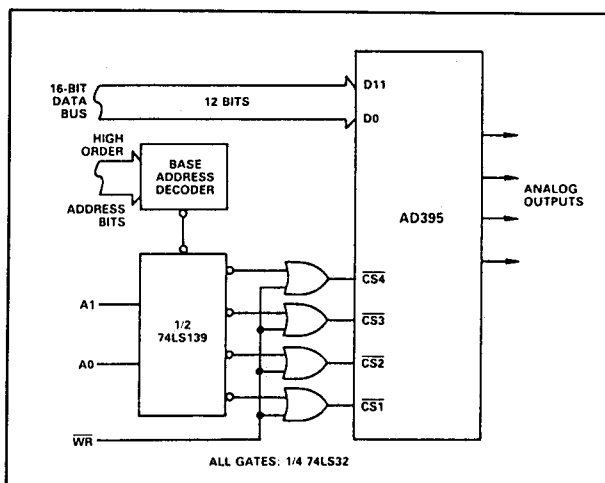 16-BIT
DATA
BUS
12 BITS
D11
D0
HIGH
ORDER
ADDRESS
BITS
BASE
ADDRESS
DECODER
AD395
ANALOG
OUTPUTS
A1
A0
1/2
74LS139
CS4
CS3
CS2
CS1
WR
ALL GATES: 1/4 74LS32